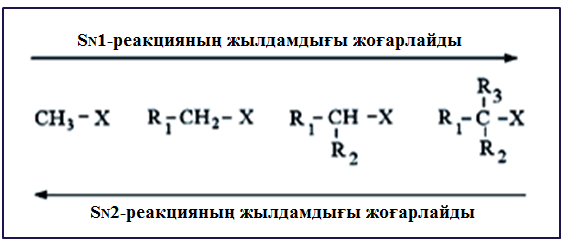 SN1-реакцияның жылдамдығы жоғарлайды
R3
CH3 - X R1-CH2- X R1-CH -X R1-C -X
R2 R2
SN2-реакцияның жылдамдығы жоғарлайды